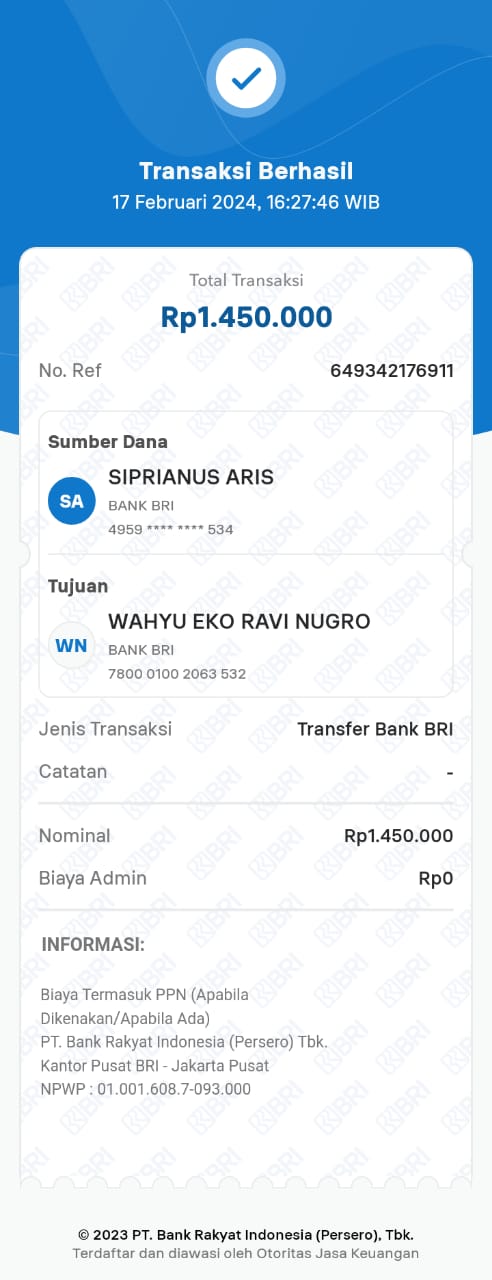 Transaksi Berhasil
17 Februari 2024, 16:27:46 WIB
Total Transaksi
Rp1.450.000
No. Ref 649342176911
Sumber Dana
SA
SIPRIANUS ARIS
BANK BRI
4959 **** **** 534
Tujuan
WN
WAHYU EKO RAVI NUGRO
BANK BRI
7800 0100 2063 532
Jenis Transaksi Transfer Bank BRI
Catatan -
Nominal Rp1.450.000
Biaya Admin Rp0
INFORMASI:
Biaya Termasuk PPN (Apabila
Dikenakan/Apabila Ada)
PT. Bank Rakyat Indonesia (Persero) Tbk.
Kantor Pusat BRI - Jakarta Pusat
NPWP : 01.001.608.7-093.000
© 2023 PT. Bank Rakyat Indonesia (Persero), Tbk.
Terdaftar dan diawasi oleh Otoritas Jasa Keuangan